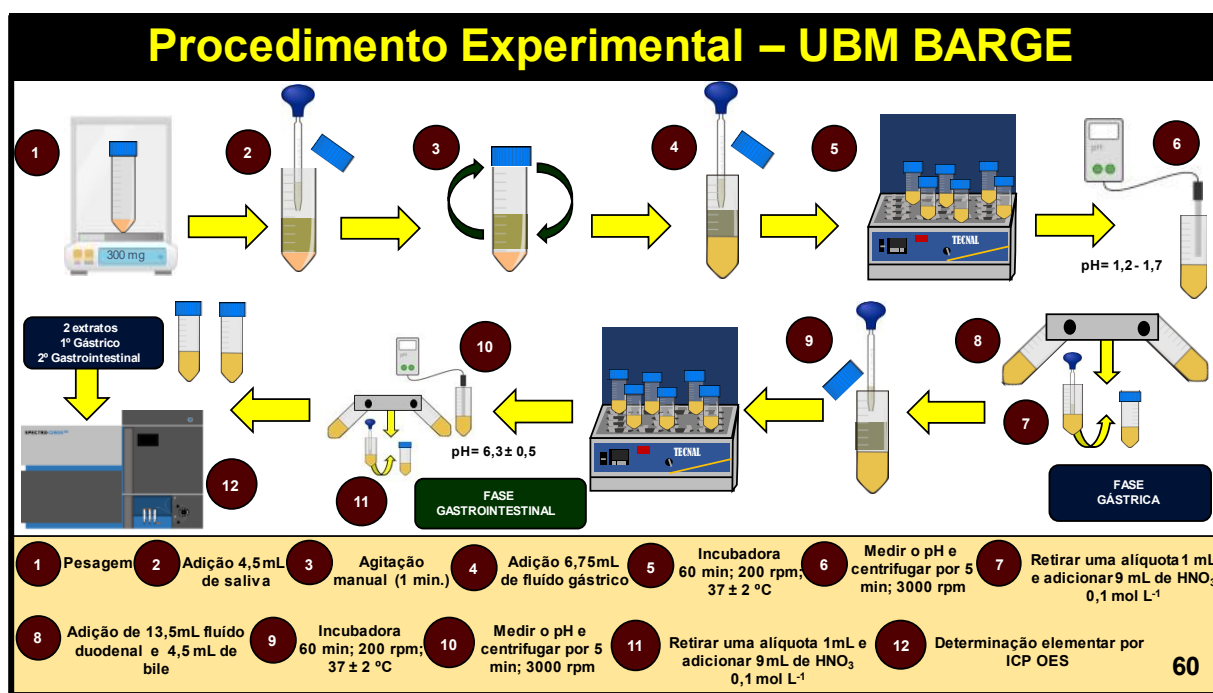 Procedimento Experimental – UBM BARGE
1
2
3
4
5
6
300 mg
TECNAL
pH
pH= 1,2 - 1,7
2 extratos
1º Gástrico
2º Gastrointestinal
10
9
8
7
TECNAL
pH= 6,3 ± 0,5
12
11
FASE
GASTROINTESTINAL
FASE
GÁSTRICA
1 Pesagem
2 Adição 4,5mL
de saliva
3 Agitação
manual (1 min.)
4 Adição 6,75mL
de fluído gástrico
5 Incubadora
60 min; 200 rpm;
37 ± 2 ºC
6 Medir o pH e
centrifugar por 5
min; 3000 rpm
7 Retirar uma alíquota 1 mL
e adicionar 9 mL de HNO₃
0,1 mol L⁻¹
8 Adição de 13,5mL fluído
duodenal e 4,5 mL de
bile
9 Incubadora
60 min; 200 rpm;
37 ± 2 ºC
10 Medir o pH e
centrifugar por 5
min; 3000 rpm
11 Retirar uma alíquota 1mL e
adicionar 9mL de HNO₃
0,1 mol L⁻¹
12 Determinação elementar por
ICP OES
60